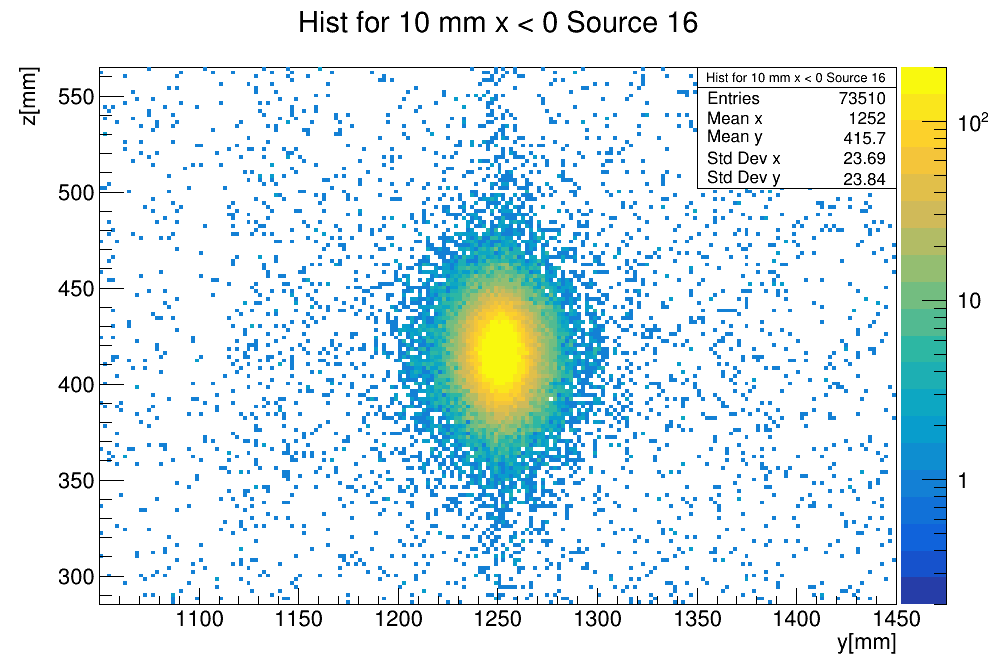 Hist for 10 mm x < 0 Source 16
z[mm]
Hist for 10 mm x < 0 Source 16
Entries 73510
Mean x 1252
Mean y 415.7
Std Dev x 23.69
Std Dev y 23.84
550
500
450
400
350
300
10²
10
1
1100 1150 1200 1250 1300 1350 1400 1450
y[mm]